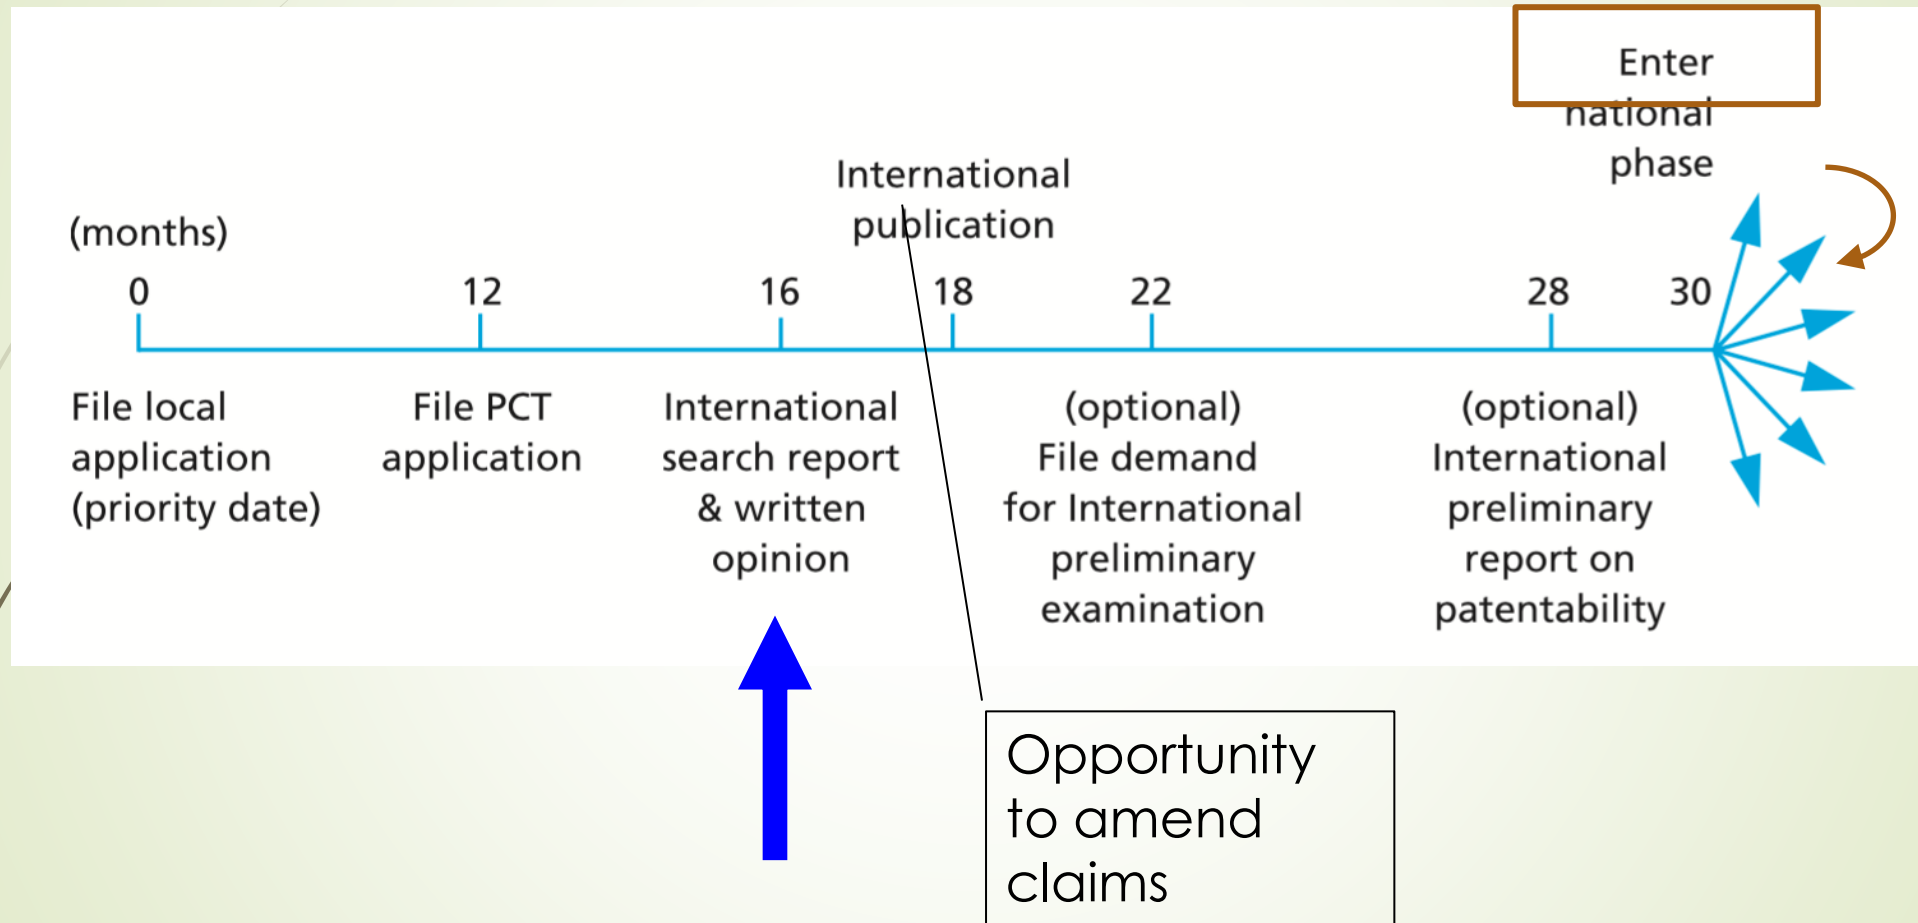 Enter
national
phase
International
publication
(months)
0 12 16 18 22 28 30
File local
application
(priority date)
File PCT
application
International
search report
& written
opinion
(optional)
File demand
for International
preliminary
examination
(optional)
International
preliminary
report on
patentability
Opportunity
to amend
claims